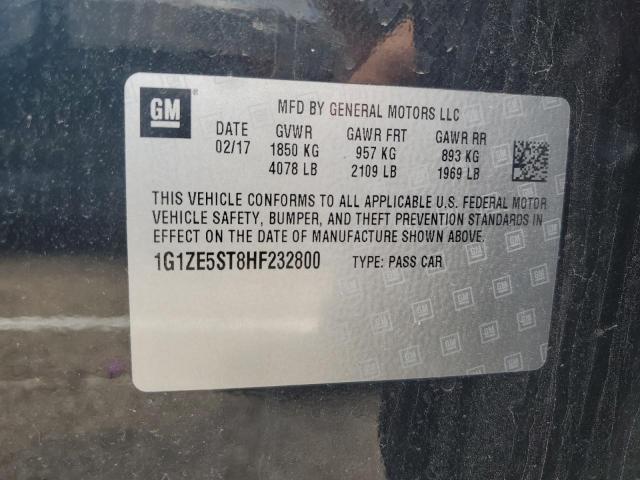 GM
MFD BY GENERAL MOTORS LLC
DATE GVWR GAWR FRT GAWR RR
02/17 1850 KG 957 KG 893 KG
4078 LB 2109 LB 1969 LB
THIS VEHICLE CONFORMS TO ALL APPLICABLE U.S. FEDERAL MOTOR
VEHICLE SAFETY, BUMPER, AND THEFT PREVENTION STANDARDS IN
EFFECT ON THE DATE OF MANUFACTURE SHOWN ABOVE.
1G1ZE5ST8HF232800 TYPE: PASS CAR